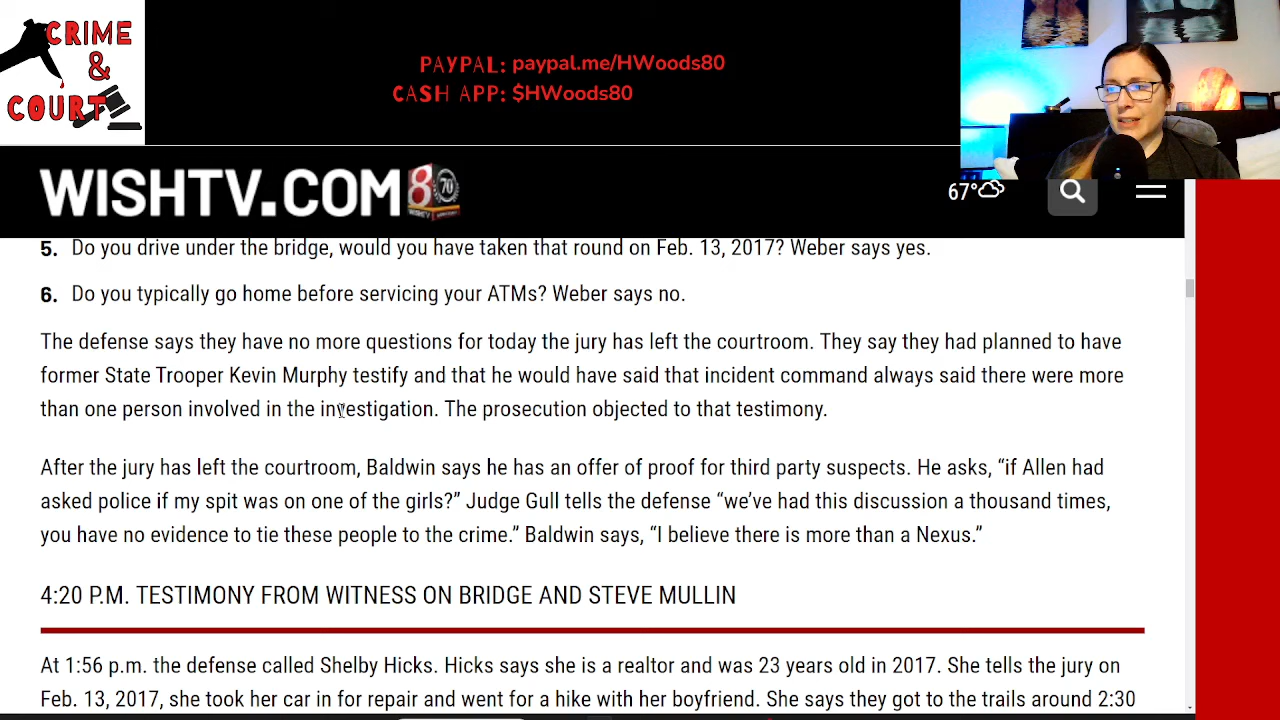 CRIME
&
COURT
PAYPAL: paypal.me/HWoods80
CASH APP: $HWoods80
WISHTV.COM 8
67°
5. Do you drive under the bridge, would you have taken that round on Feb. 13, 2017? Weber says yes.
6. Do you typically go home before servicing your ATMs? Weber says no.
The defense says they have no more questions for today the jury has left the courtroom. They say they had planned to have
former State Trooper Kevin Murphy testify and that he would have said that incident command always said there were more
than one person involved in the investigation. The prosecution objected to that testimony.
After the jury has left the courtroom, Baldwin says he has an offer of proof for third party suspects. He asks, “if Allen had
asked police if my spit was on one of the girls?” Judge Gull tells the defense “we’ve had this discussion a thousand times,
you have no evidence to tie these people to the crime.” Baldwin says, “I believe there is more than a Nexus.”
4:20 P.M. TESTIMONY FROM WITNESS ON BRIDGE AND STEVE MULLIN
At 1:56 p.m. the defense called Shelby Hicks. Hicks says she is a realtor and was 23 years old in 2017. She tells the jury on
Feb. 13, 2017, she took her car in for repair and went for a hike with her boyfriend. She says they got to the trails around 2:30